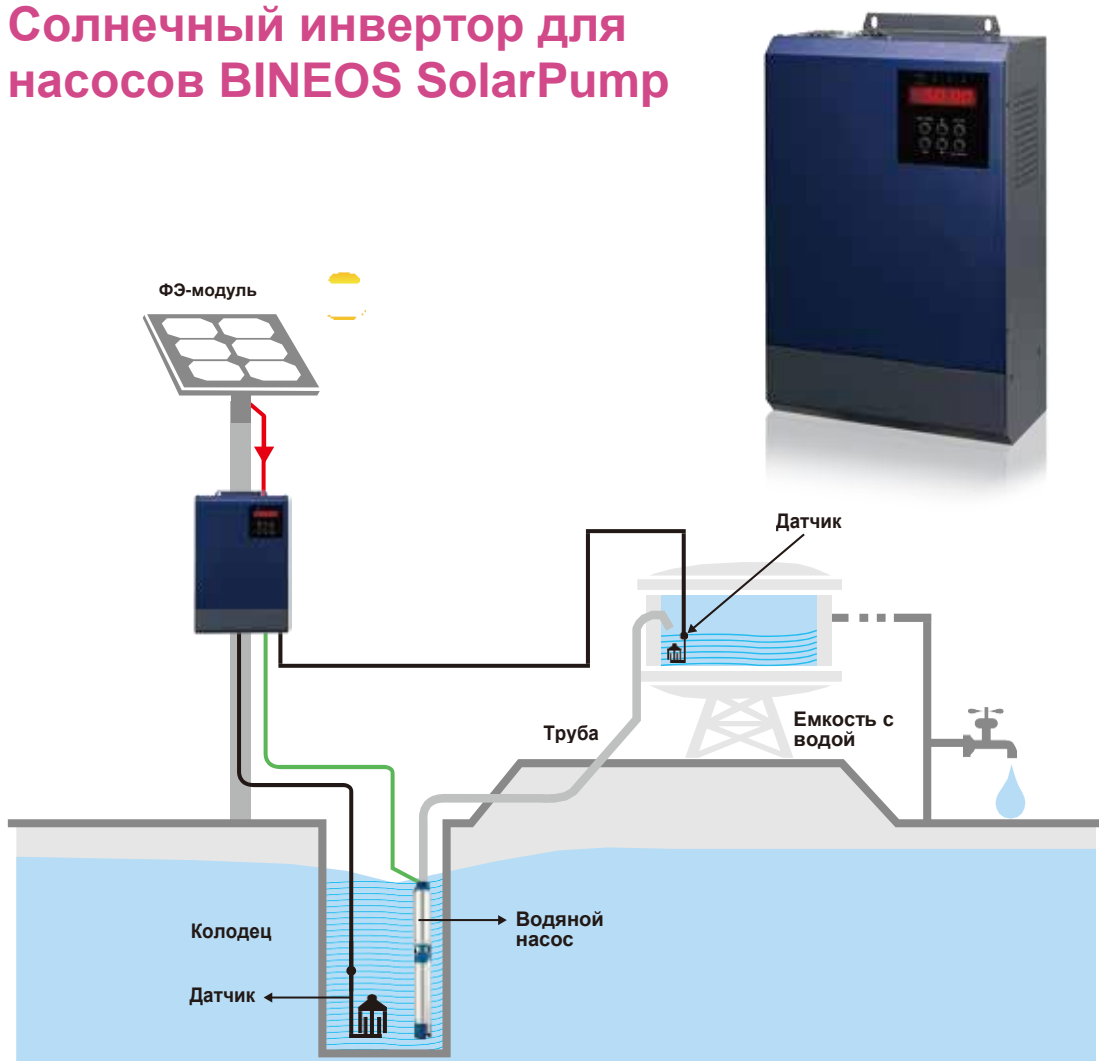 Солнечный инвертор для
насосов BINEOS SolarPump
ФЭ-модуль
Датчик
Труба
Емкость с
водой
Водяной
насос
Колодец
Датчик